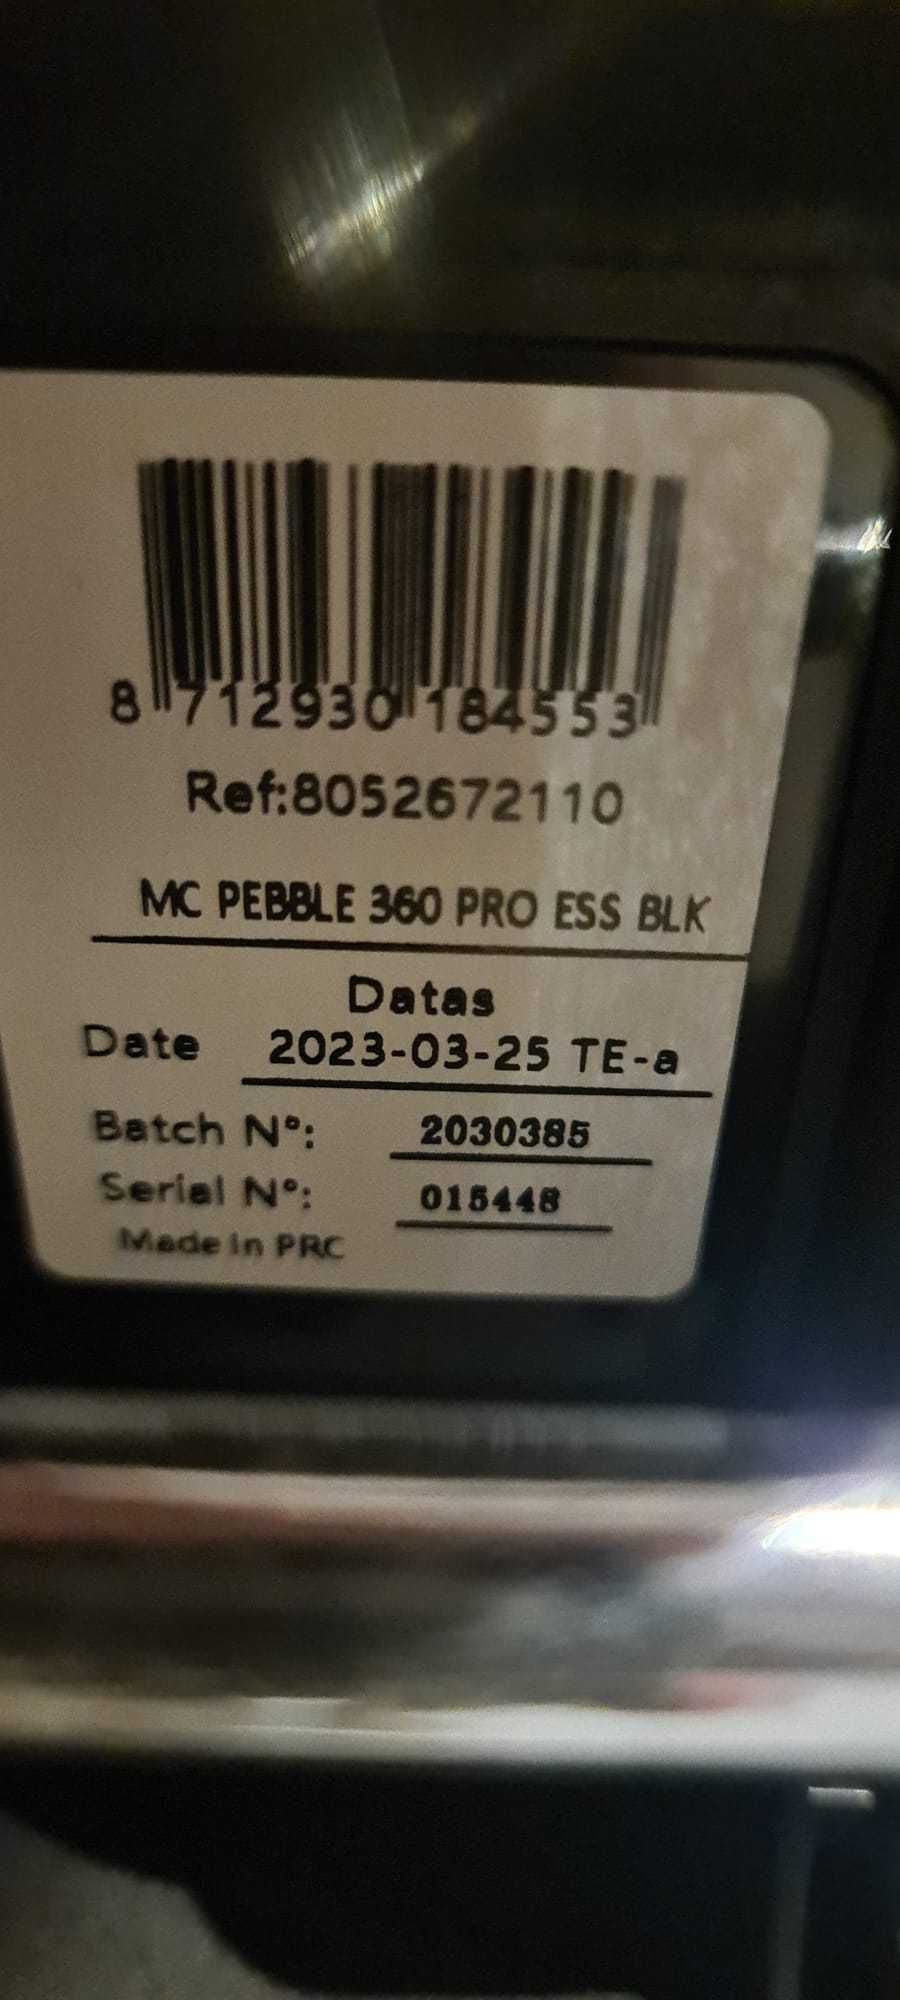 8 712930 184553
Ref:8052672110
MC PEBBLE 360 PRO ESS BLK
Datas
Date 2023-03-25 TE-a
Batch N°: 2030385
Serial N°: 015448
Made in PRC